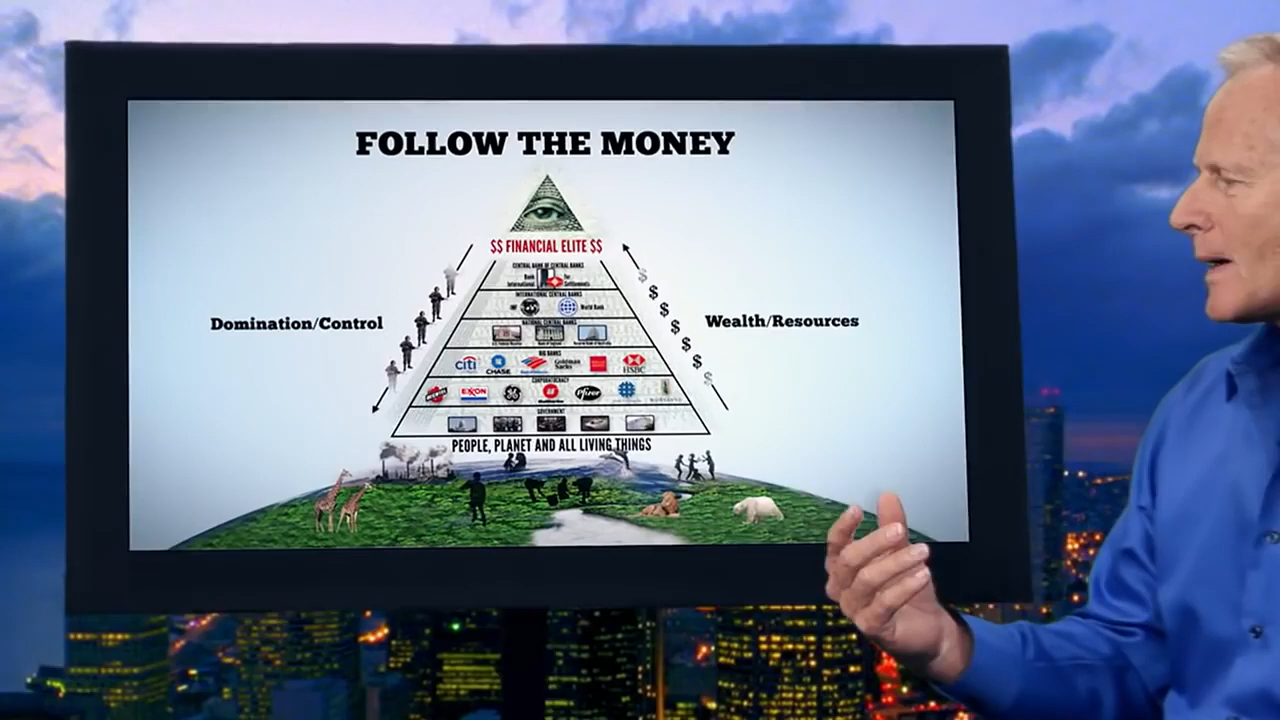 FOLLOW THE MONEY
$$ FINANCIAL ELITE $$
CENTRAL BANK OF CENTRAL BANKS
Bank for
International Settlements
INTERNATIONAL CENTRAL BANKS
IMF World Bank
NATIONAL CENTRAL BANKS
Domination/Control
Wealth/Resources
$
$
$
$
$
$
$
BIG BANKS
citi CHASE Goldman Sachs HSBC
CORPORATOCRACY
EXXON Pfizer
GOVERNMENT
PEOPLE, PLANET AND ALL LIVING THINGS